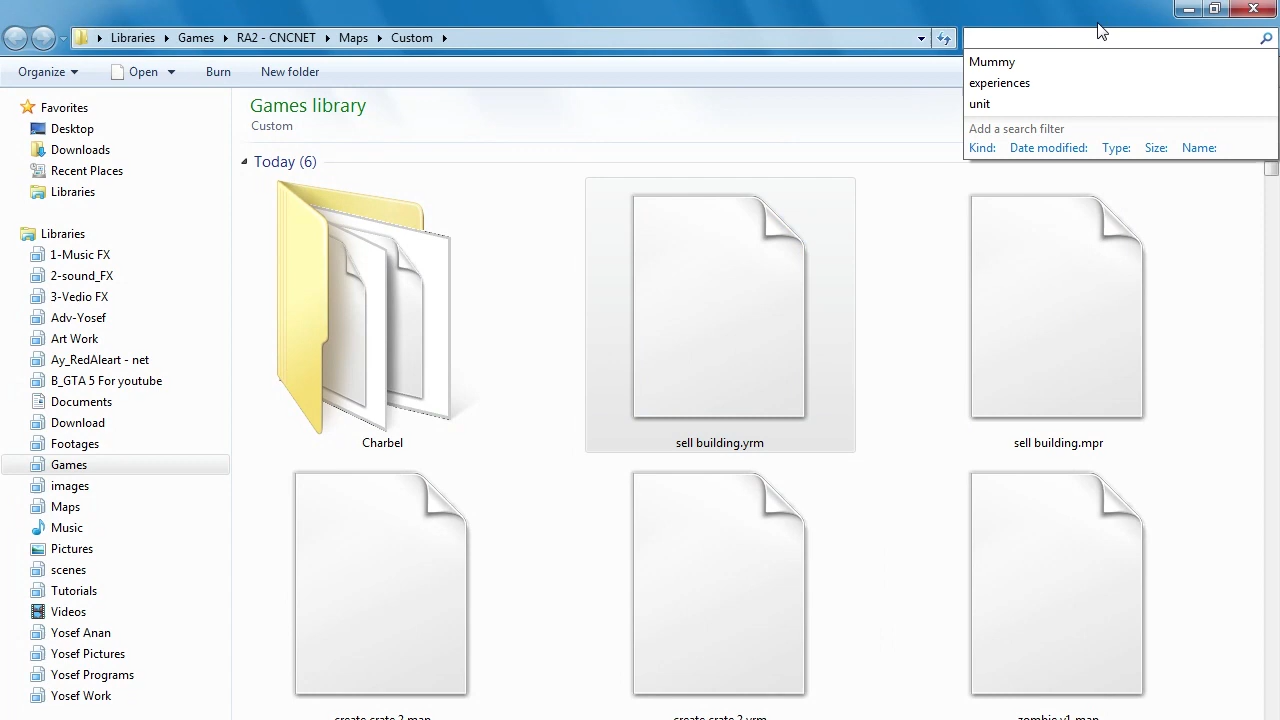 Libraries
Games
RA2 - CNCNET
Maps
Custom
Organize
Open
Burn
New folder
Mummy
experiences
unit
Add a search filter
Kind: Date modified: Type: Size: Name:
Favorites
Desktop
Downloads
Recent Places
Libraries
Libraries
1-Music FX
2-sound_FX
3-Vedio FX
Adv-Yosef
Art Work
Ay_RedAleart - net
B_GTA 5 For youtube
Documents
Download
Footages
Games
images
Maps
Music
Pictures
scenes
Tutorials
Videos
Yosef Anan
Yosef Pictures
Yosef Programs
Yosef Work
Games library
Custom
Today (6)
Charbel
sell building.yrm
sell building.mpr
create crate 2.map
create crate 2.yrm
zombie v1.map